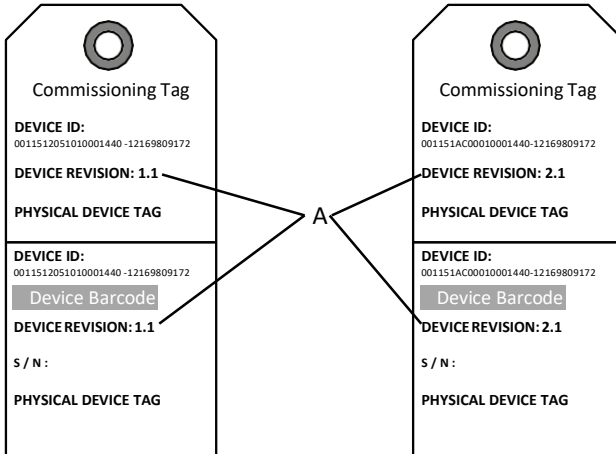 Commissioning Tag
DEVICE ID:
0011512051010001440 -12169809172
DEVICE REVISION: 1.1
PHYSICAL DEVICE TAG
DEVICE ID:
0011512051010001440 -12169809172
Device Barcode
DEVICE REVISION: 1.1
S / N :
PHYSICAL DEVICE TAG
A
Commissioning Tag
DEVICE ID:
001151AC00010001440-12169809172
DEVICE REVISION: 2.1
PHYSICAL DEVICE TAG
DEVICE ID:
001151AC00010001440-12169809172
Device Barcode
DEVICE REVISION: 2.1
S / N :
PHYSICAL DEVICE TAG